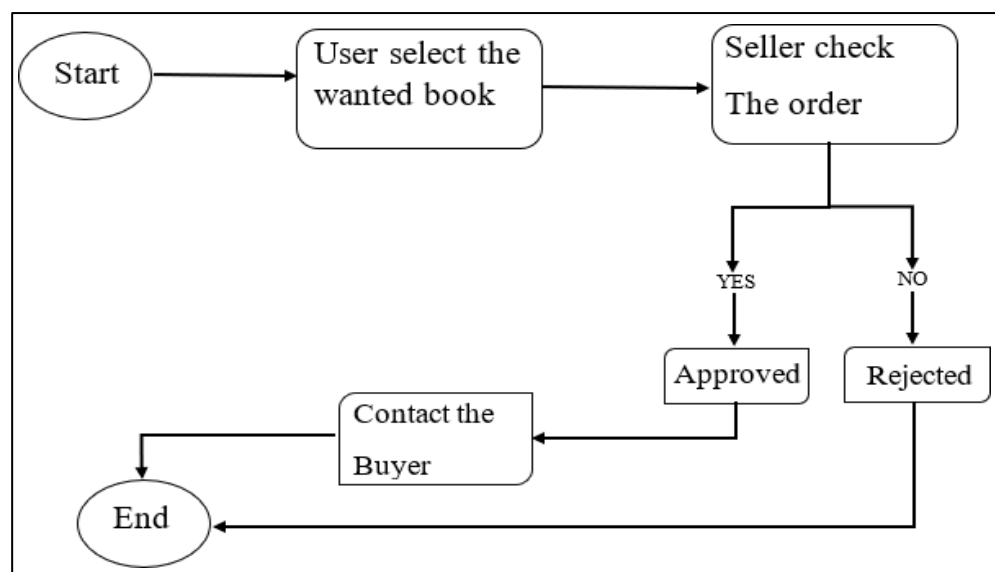 Start
User select the
wanted book
Seller check
The order
YES
NO
Approved
Rejected
Contact the
Buyer
End